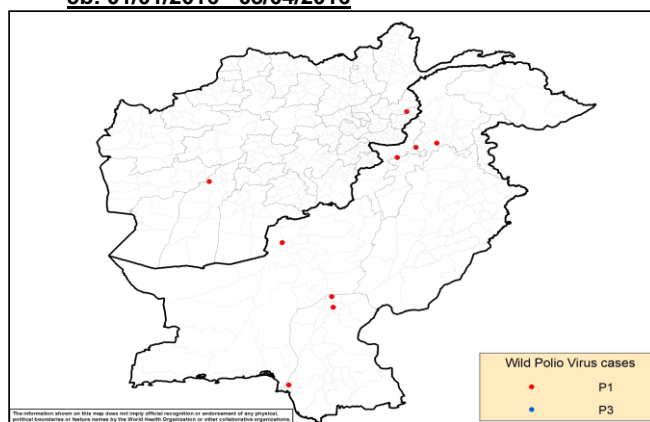 Wild Polio Virus cases
P1
P3
The information shown on this map does not imply official recognition or endorsement of any physical,
political boundaries or feature names by the World Health Organization or other collaborative organizations.